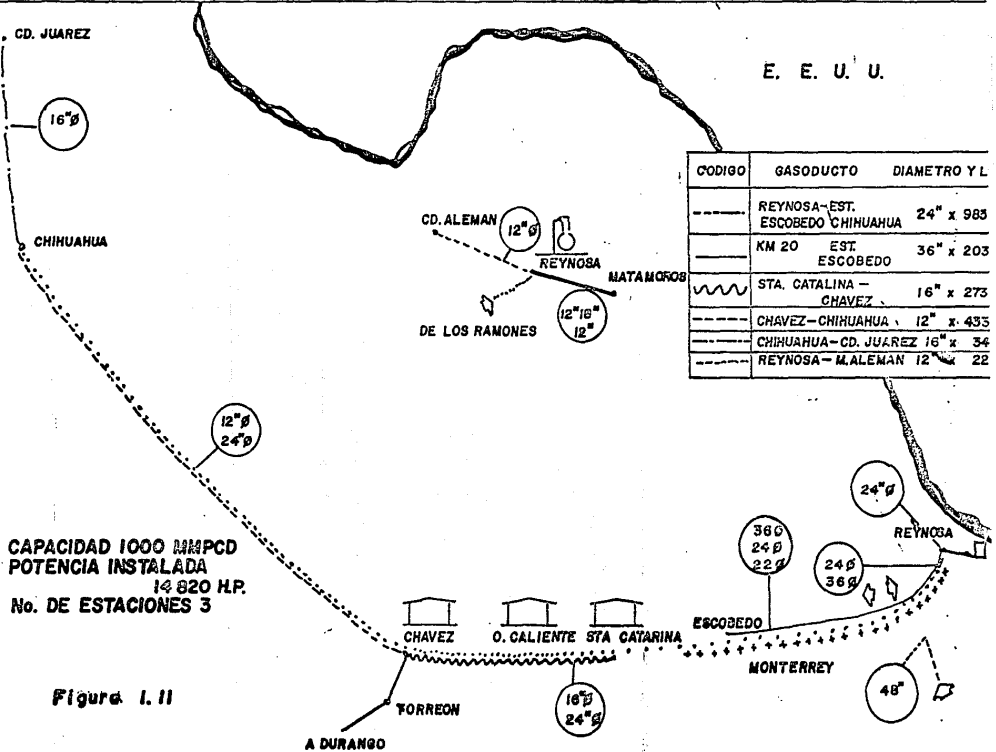 CD. JUAREZ
E. E. U. U.
16"Ø
CODIGO GASODUCTO DIAMETRO Y L
REYNOSA-EST. ESCOBEDO CHIHUAHUA 24" x 983
KM 20 EST. ESCOBEDO 36" x 203
STA. CATALINA - CHAVEZ 16" x 273
CHAVEZ-CHIHUAHUA 12" x 433
CHIHUAHUA-CD. JUAREZ 16" x 34
REYNOSA-M.ALEMAN 12" x 22
CHIHUAHUA
CD. ALEMAN
12"Ø
REYNOSA
MATAMOROS
DE LOS RAMONES
12"16"
12"
12"Ø
24"Ø
24"Ø
REYNOSA
36Ø
24Ø
22Ø
24Ø
36Ø
CAPACIDAD 1000 MMPCD
POTENCIA INSTALADA
14 820 H.P.
No. DE ESTACIONES 3
CHAVEZ
O. CALIENTE
STA CATARINA
ESCOBEDO
MONTERREY
48"
16"Ø
24"Ø
TORREON
A DURANGO
Figura 1.11